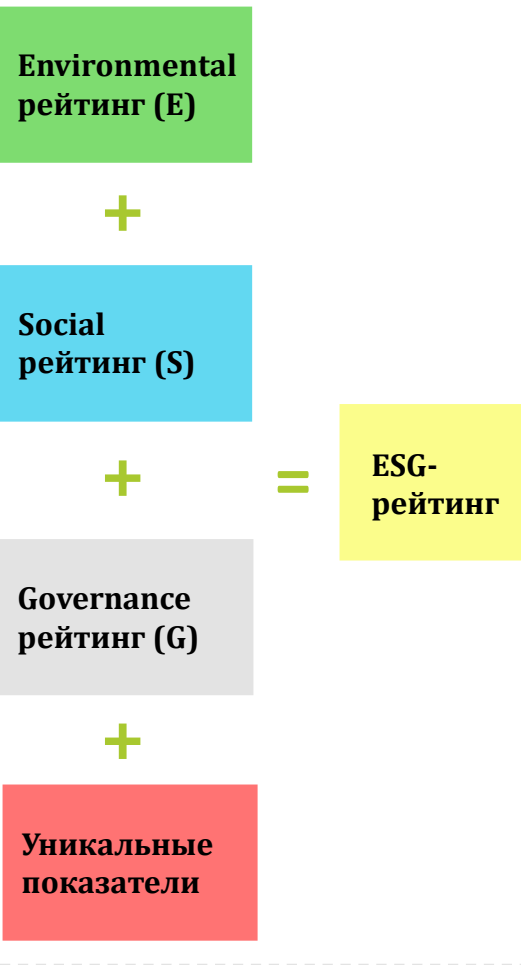 Environmental
рейтинг (E)
+
Social
рейтинг (S)
+
=
ESG-
рейтинг
Governance
рейтинг (G)
+
Уникальные
показатели